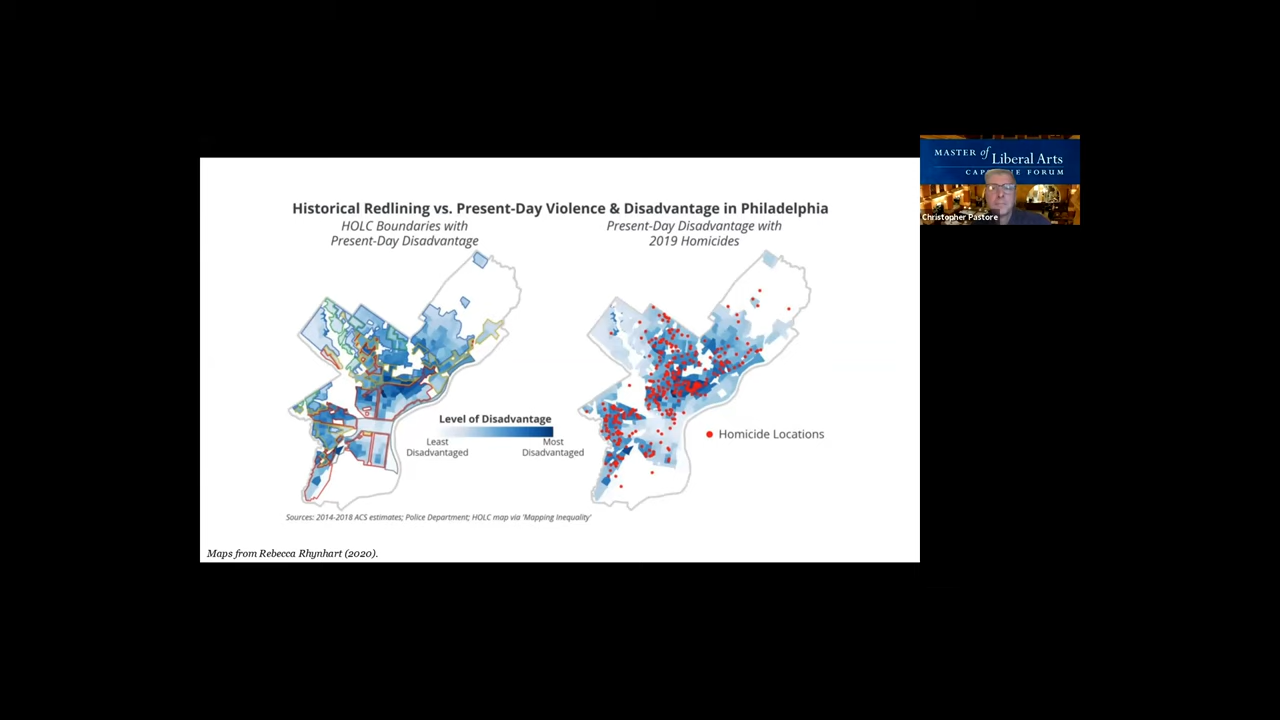 Historical Redlining vs. Present-Day Violence & Disadvantage in Philadelphia
HOLC Boundaries with
Present-Day Disadvantage
Present-Day Disadvantage with
2019 Homicides
Level of Disadvantage
Least
Disadvantaged
Most
Disadvantaged
Homicide Locations
Sources: 2014-2018 ACS estimates; Police Department; HOLC map via 'Mapping Inequality'
Maps from Rebecca Rhynhart (2020).
MASTER of Liberal Arts
FORUM
Christopher Pastore